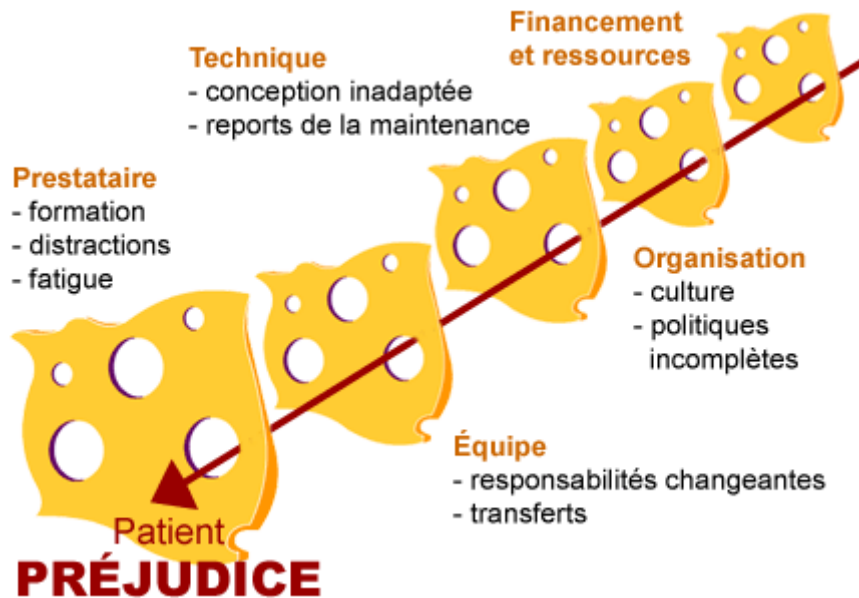 Financement
et ressources
Technique
- conception inadaptée
- reports de la maintenance
Prestataire
- formation
- distractions
- fatigue
Organisation
- culture
- politiques
incomplètes
Équipe
- responsabilités changeantes
- transferts
Patient
PRÉJUDICE